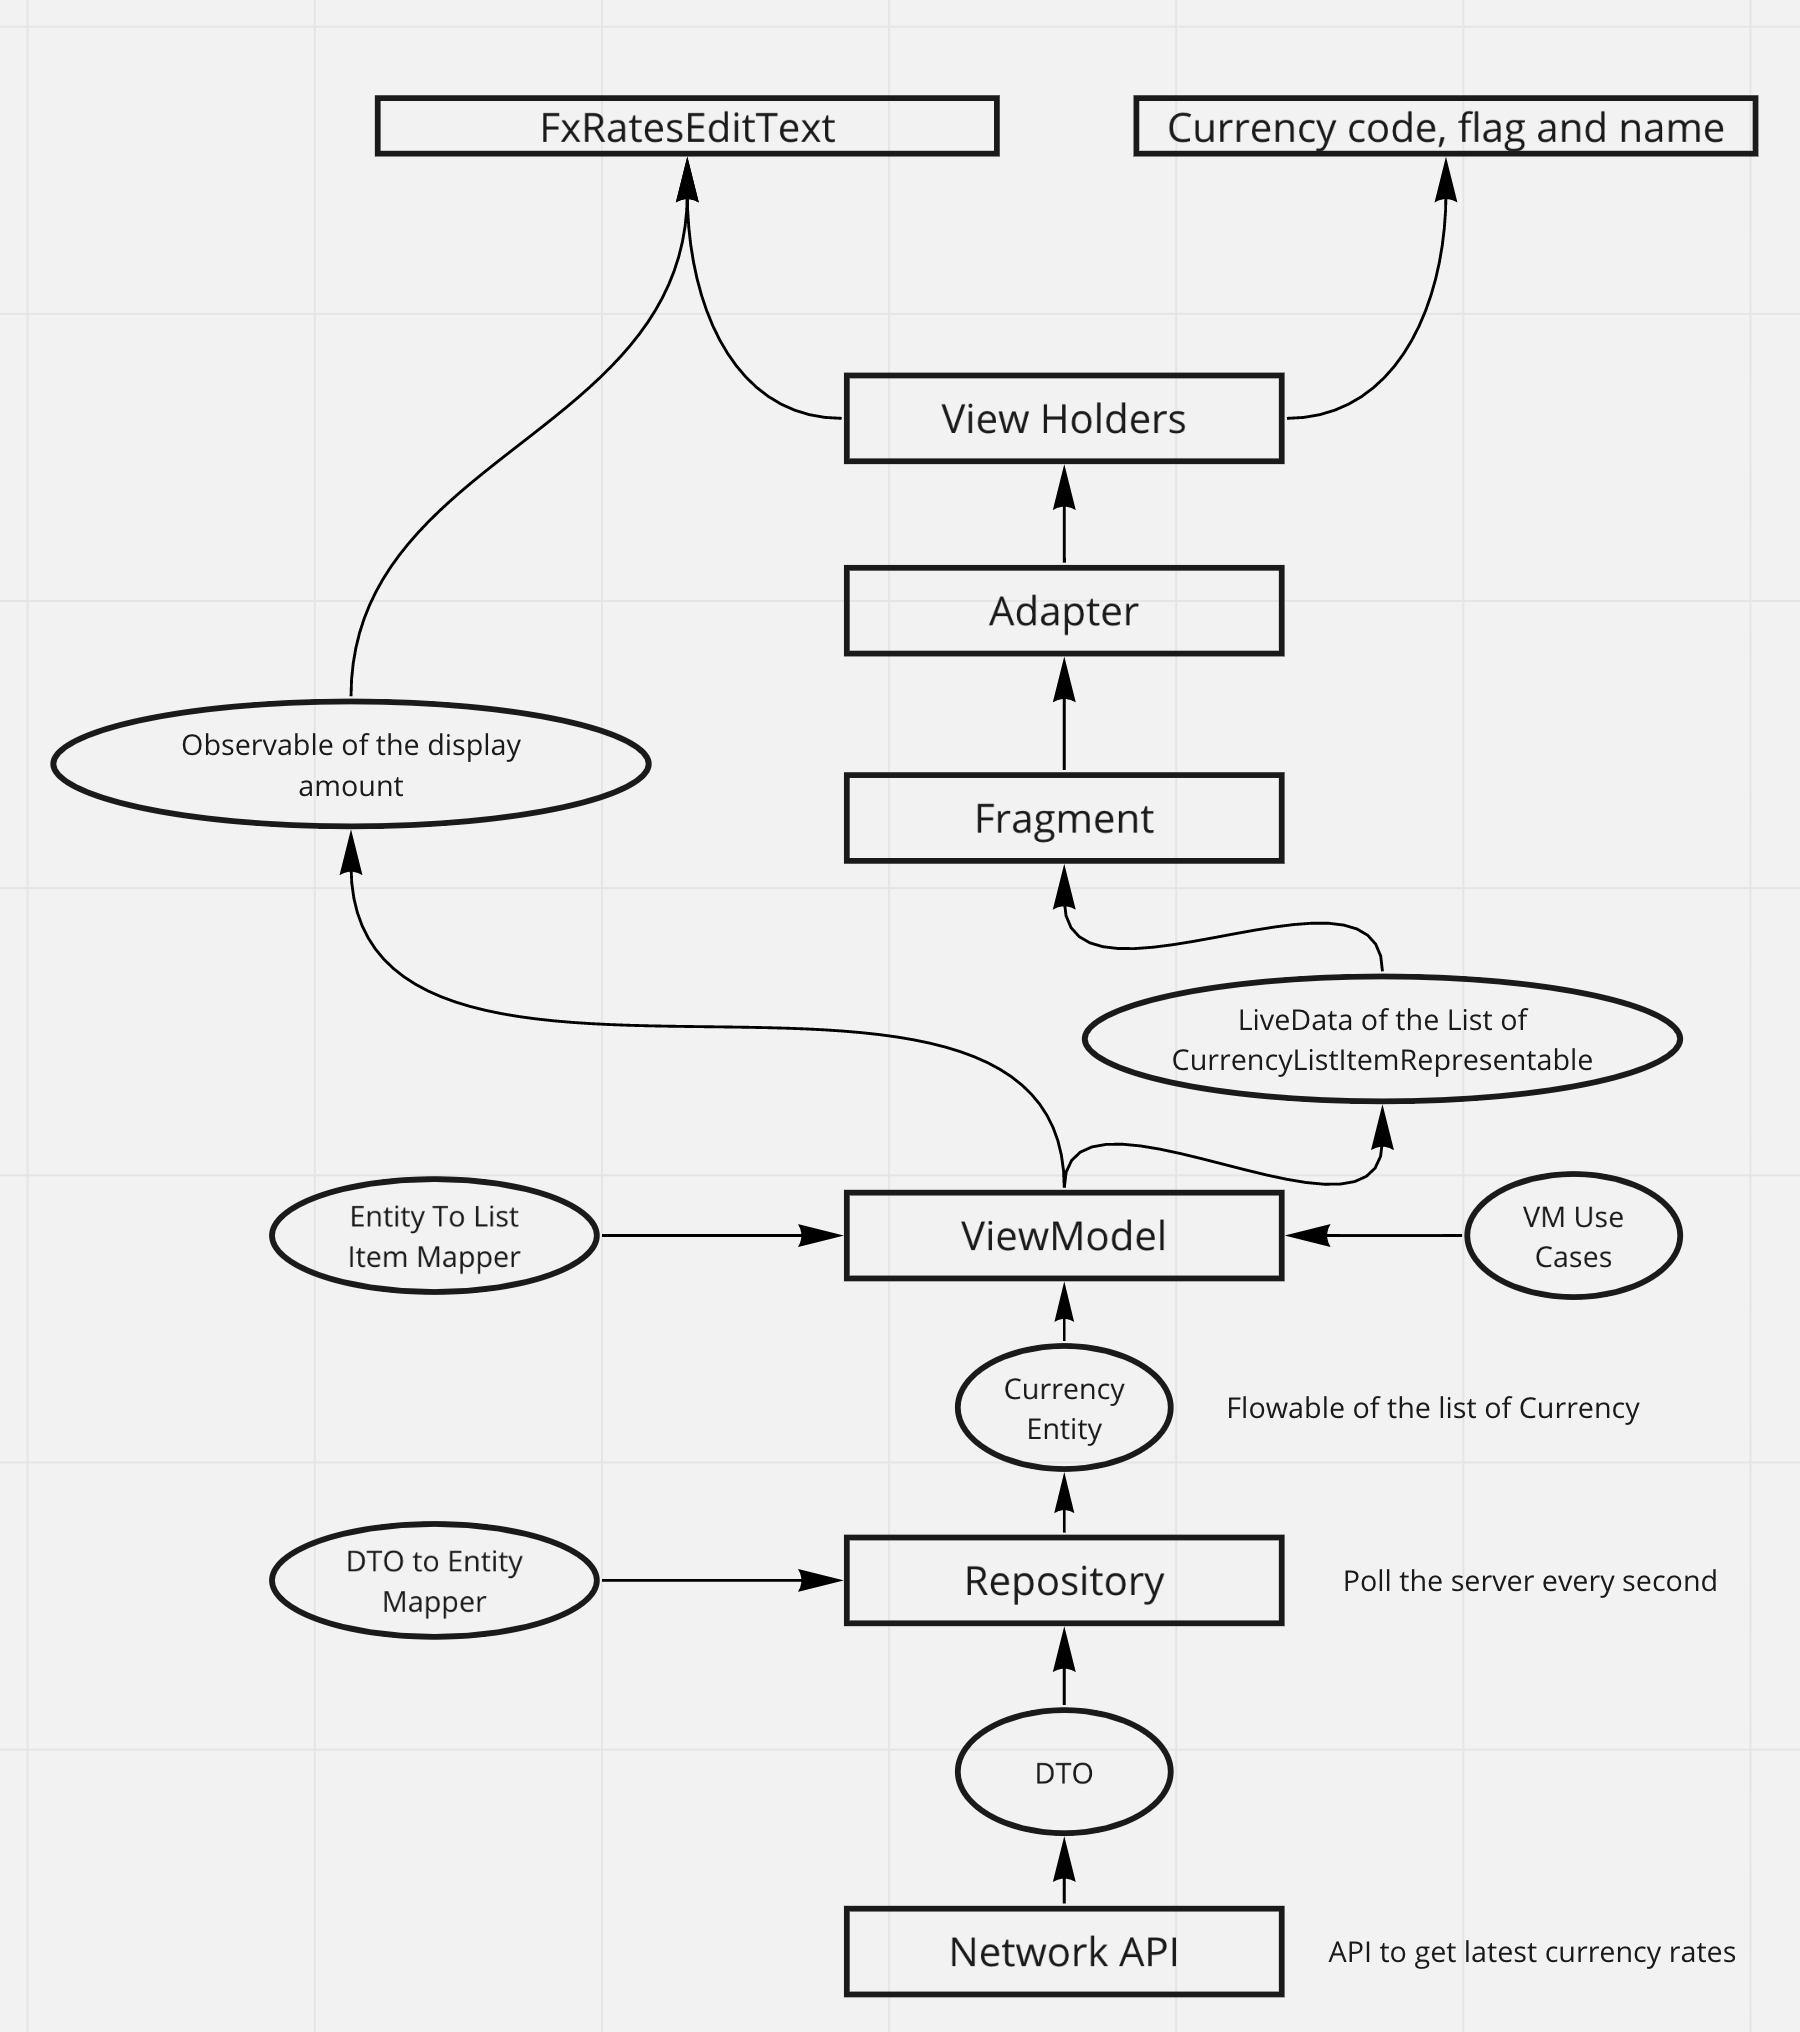 FxRatesEditText
Currency code, flag and name
View Holders
Adapter
Observable of the display
amount
Fragment
LiveData of the List of
CurrencyListItemRepresentable
Entity To List
Item Mapper
ViewModel
VM Use
Cases
Currency
Entity
Flowable of the list of Currency
DTO to Entity
Mapper
Repository
Poll the server every second
DTO
Network API
API to get latest currency rates